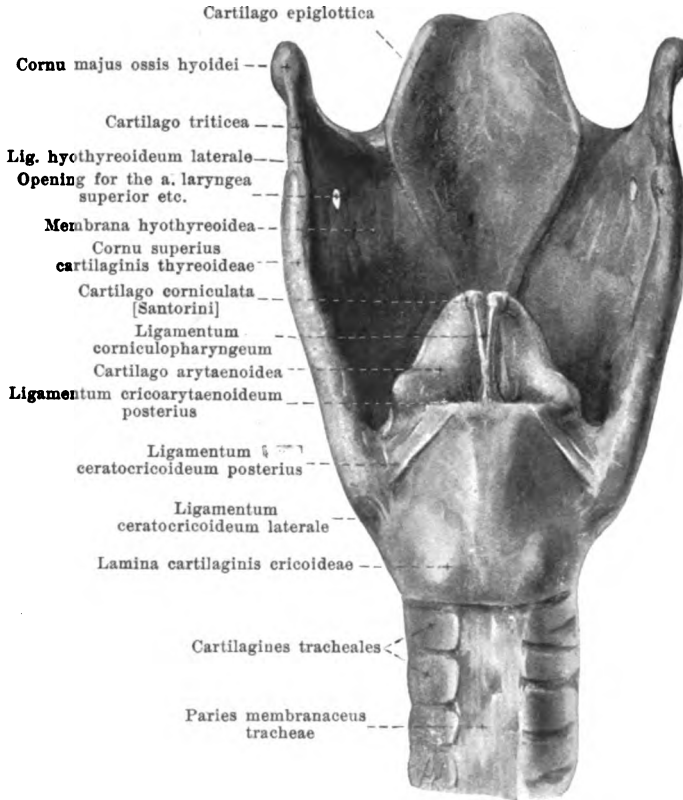 Cartilago epiglottica
Cornu majus ossis hyoidei
Cartilago triticea
Lig. hyothyreoideum laterale
Opening for the a. laryngea
superior etc.
Membrana hyothyreoidea
Cornu superius
cartilaginis thyreoideae
Cartilago corniculata
[Santorini]
Ligamentum
corniculopharyngeum
Cartilago arytaenoidea
Ligamentum cricoarytaenoideum
posterius
Ligamentum
ceratocricoideum posterius
Ligamentum
ceratocricoideum laterale
Lamina cartilaginis cricoideae
Cartilagines tracheales
Paries membranaceus
tracheae